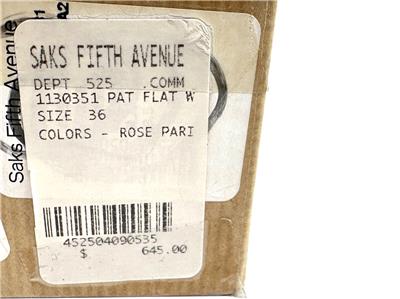 SAKS FIFTH AVENUE
DEPT 525 .COMM
1130351 PAT FLAT W
SIZE 36
COLORS - ROSE PARI
452504090535
$ 645.00
Saks Fifth Avenue
A2